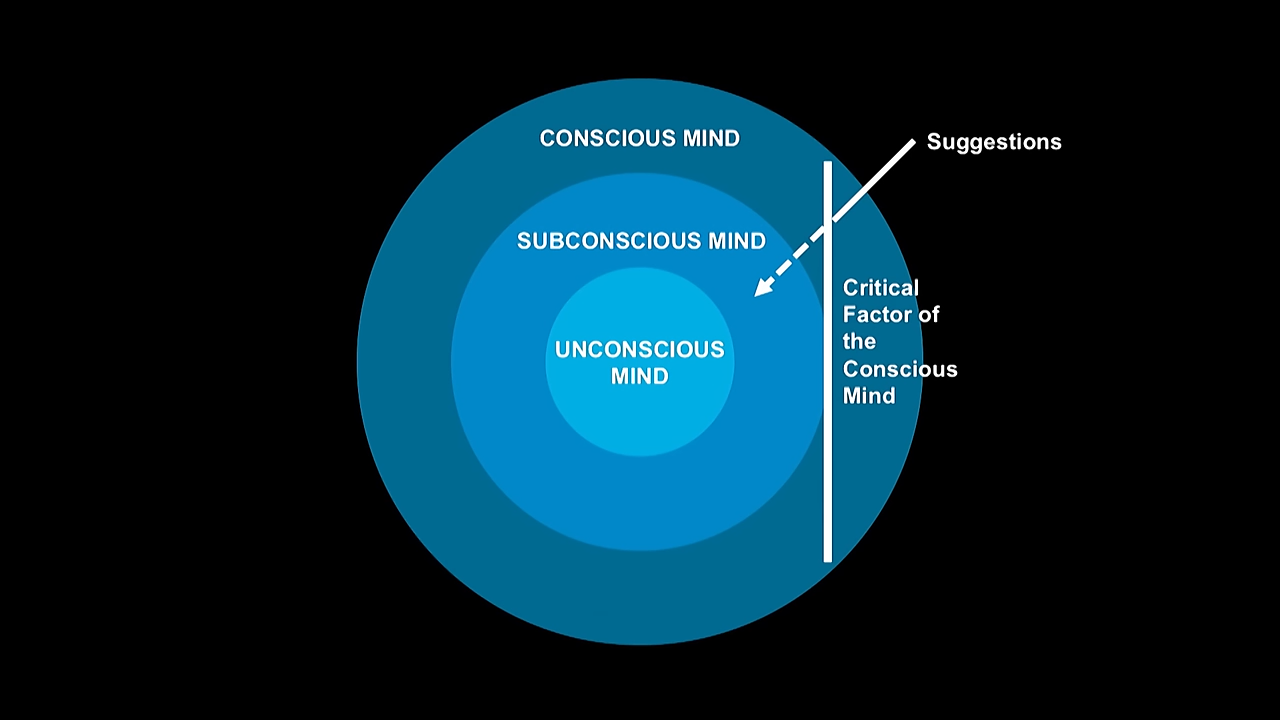 CONSCIOUS MIND
Suggestions
SUBCONSCIOUS MIND
Critical
Factor of
the
Conscious
Mind
UNCONSCIOUS
MIND